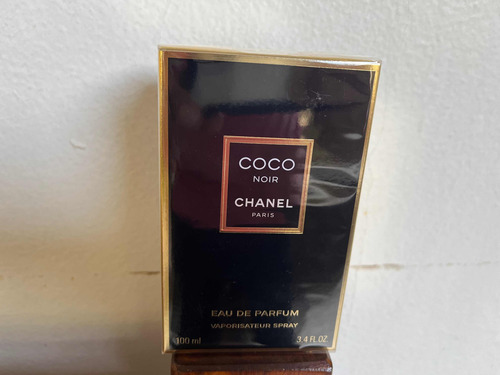 COCO
NOIR
CHANEL
PARIS
EAU DE PARFUM
VAPORISATEUR SPRAY
100 ml 3.4 FL.OZ